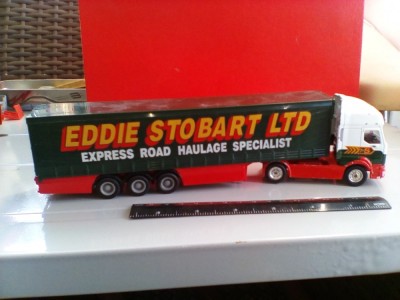 EDDIE STOBART LTD
EXPRESS ROAD HAULAGE SPECIALIST